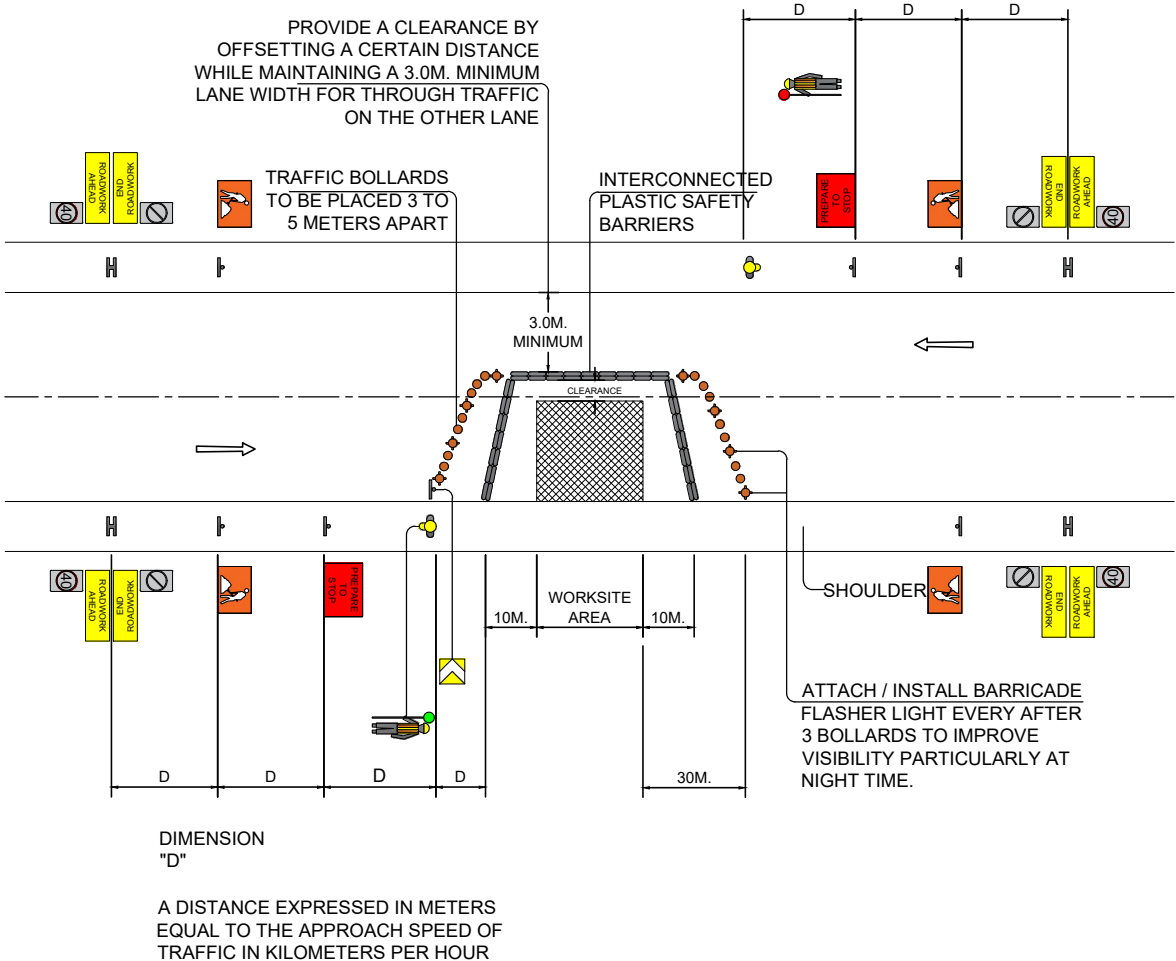 D
D
D
PROVIDE A CLEARANCE BY
OFFSETTING A CERTAIN DISTANCE
WHILE MAINTAINING A 3.0M. MINIMUM
LANE WIDTH FOR THROUGH TRAFFIC
ON THE OTHER LANE
40
ROADWORK
AHEAD
END
ROADWORK
TRAFFIC BOLLARDS
TO BE PLACED 3 TO
5 METERS APART
INTERCONNECTED
PLASTIC SAFETY
BARRIERS
PREPARE
TO
STOP
END
ROADWORK
ROADWORK
AHEAD
40
3.0M.
MINIMUM
CLEARANCE
40
ROADWORK
AHEAD
END
ROADWORK
PREPARE
TO
STOP
10M.
WORKSITE
AREA
10M.
SHOULDER
END
ROADWORK
ROADWORK
AHEAD
40
ATTACH / INSTALL BARRICADE
FLASHER LIGHT EVERY AFTER
3 BOLLARDS TO IMPROVE
VISIBILITY PARTICULARLY AT
NIGHT TIME.
D
D
D
D
30M.
DIMENSION
"D"
A DISTANCE EXPRESSED IN METERS
EQUAL TO THE APPROACH SPEED OF
TRAFFIC IN KILOMETERS PER HOUR